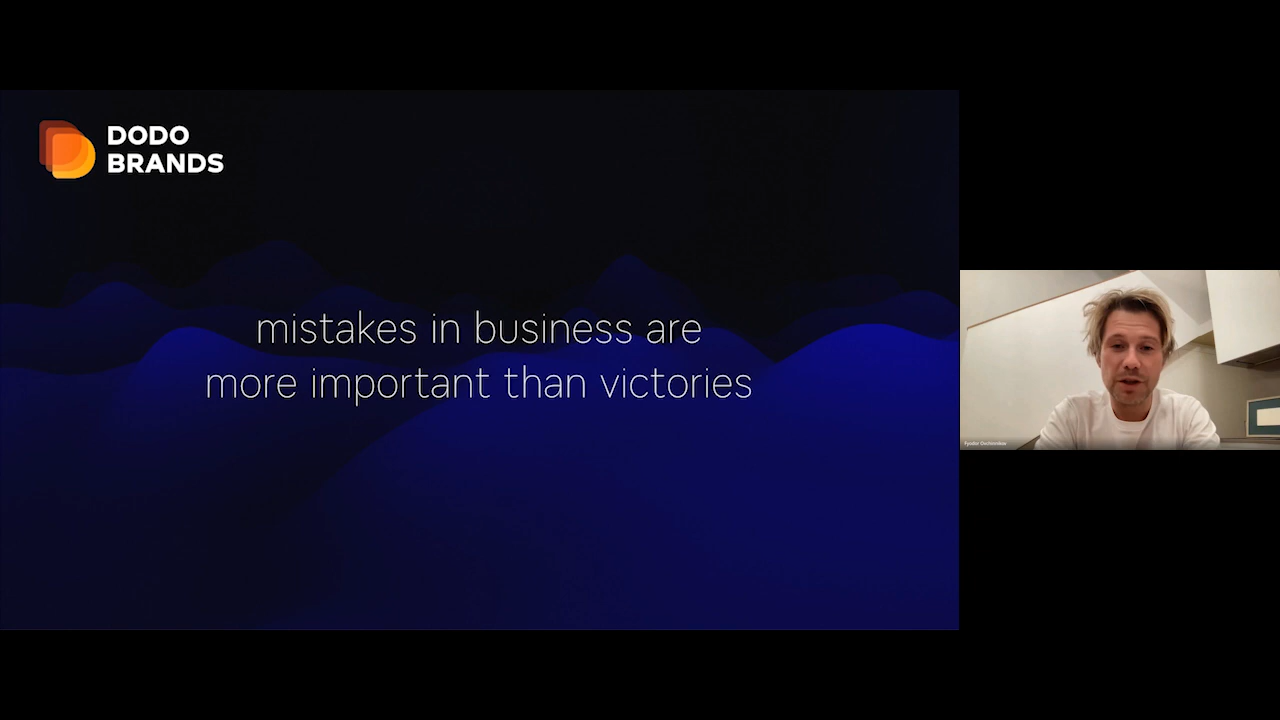 DODO
BRANDS
mistakes in business are
more important than victories